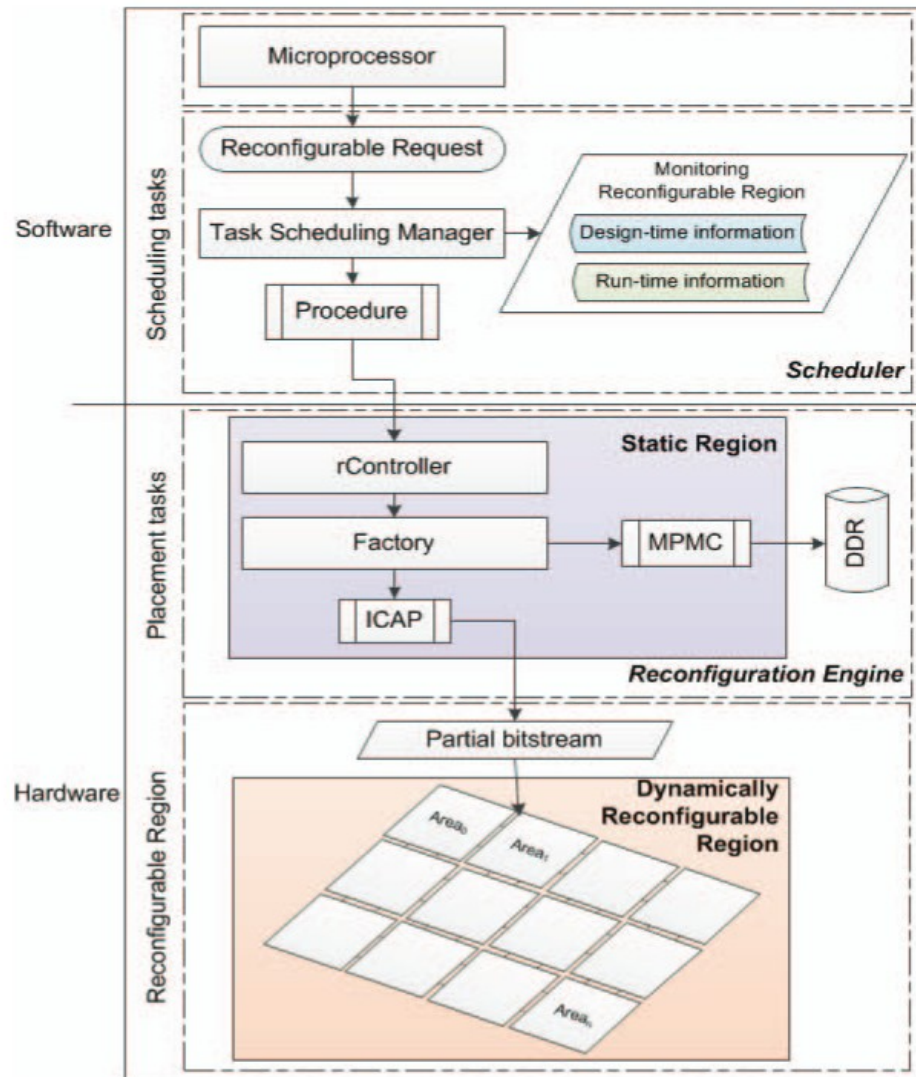 Microprocessor
Reconfigurable Request
Monitoring
Reconfigurable Region
Software
Scheduling tasks
Task Scheduling Manager
Design-time information
Run-time information
Procedure
Scheduler
Static Region
rController
Placement tasks
Factory
MPMC
DDR
ICAP
Reconfiguration Engine
Partial bitstream
Hardware
Reconfigurable Region
Dynamically
Reconfigurable
Region
Area₀
Area₁
Areaₙ